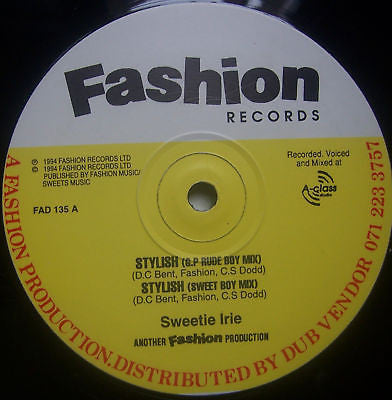 Fashion
RECORDS
℗ 1994 FASHION RECORDS LTD
© 1994 FASHION RECORDS LTD
PUBLISHED BY FASHION MUSIC/
SWEETS MUSIC
FAD 135 A
Recorded, Voiced
and Mixed at
A-class
studio
STYLISH (G.P RUDE BOY MIX)
(D.C Bent, Fashion, C.S Dodd)
STYLISH (SWEET BOY MIX)
(D.C Bent, Fashion, C.S Dodd)
Sweetie Irie
ANOTHER Fashion PRODUCTION
A FASHION PRODUCTION. DISTRIBUTED BY DUB VENDOR 071 223 3757